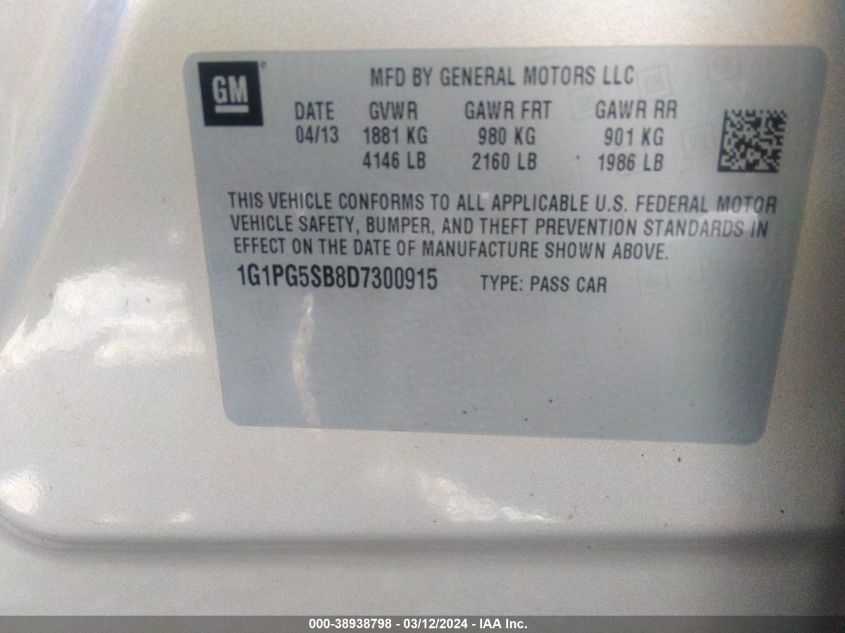 GM
MFD BY GENERAL MOTORS LLC
DATE GVWR GAWR FRT GAWR RR
04/13 1881 KG 980 KG 901 KG
4146 LB 2160 LB 1986 LB
THIS VEHICLE CONFORMS TO ALL APPLICABLE U.S. FEDERAL MOTOR
VEHICLE SAFETY, BUMPER, AND THEFT PREVENTION STANDARDS IN
EFFECT ON THE DATE OF MANUFACTURE SHOWN ABOVE.
1G1PG5SB8D7300915 TYPE: PASS CAR
000-38938798 - 03/12/2024 - IAA Inc.